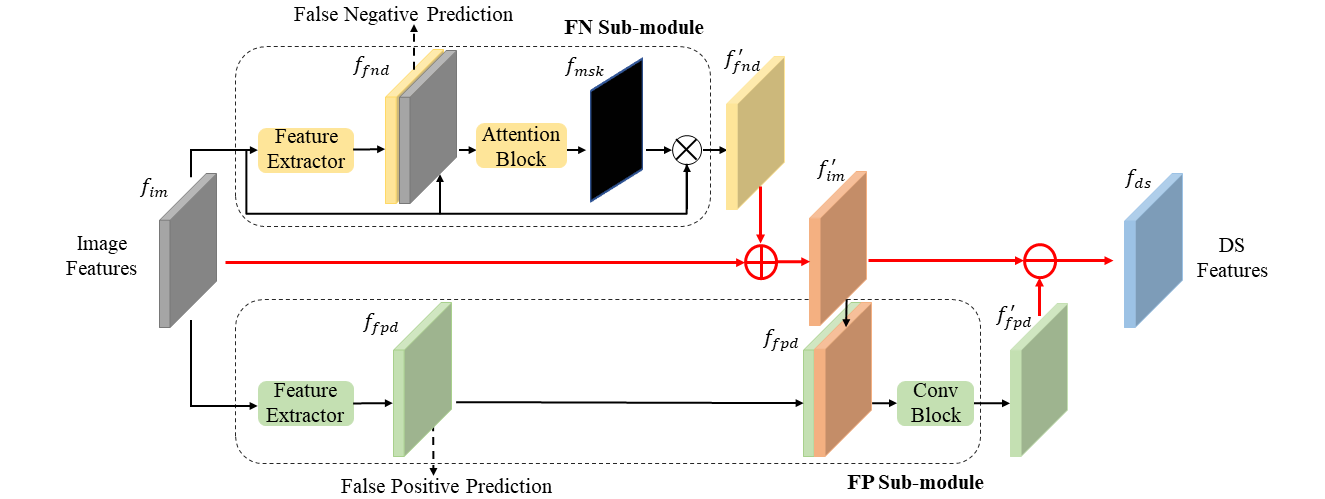 False Negative Prediction
FN Sub-module
f_{fnd}
f_{msk}
f'_{fnd}
Feature
Extractor
Attention
Block
f_{im}
f'_{im}
f_{ds}
Image
Features
DS
Features
f_{fpd}
f_{fpd}
f'_{fpd}
Feature
Extractor
Conv
Block
False Positive Prediction
FP Sub-module